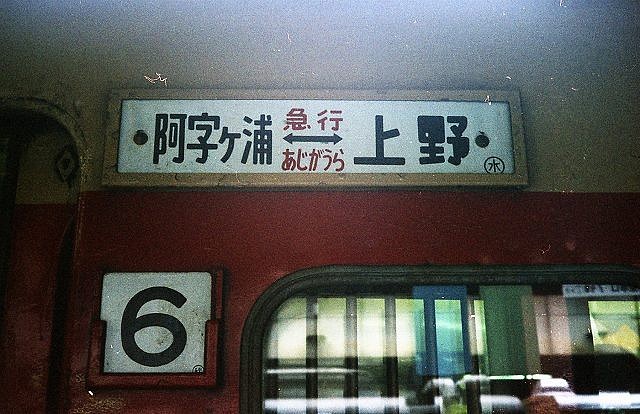 阿字ヶ浦 急行 ↔ 上野
あじがうら
㊍
6